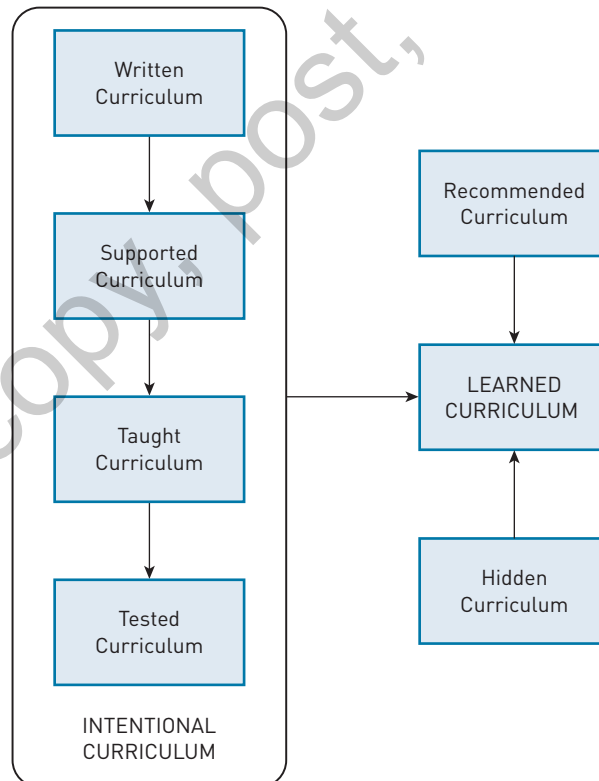 Written
Curriculum
Supported
Curriculum
Taught
Curriculum
Tested
Curriculum
INTENTIONAL
CURRICULUM
Recommended
Curriculum
LEARNED
CURRICULUM
Hidden
Curriculum
copy, post,